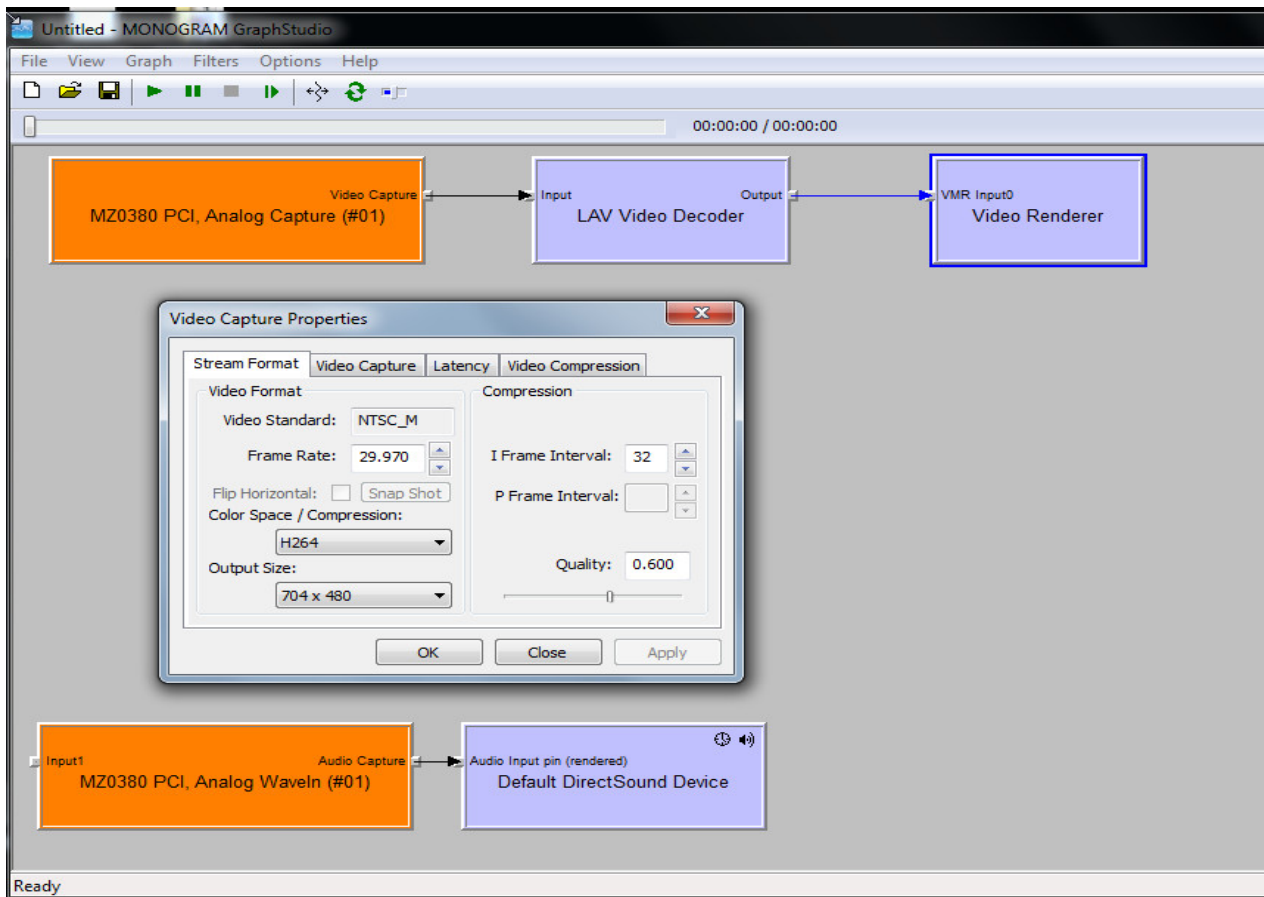 Untitled - MONOGRAM GraphStudio
File View Graph Filters Options Help
00:00:00 / 00:00:00
Video Capture
MZ0380 PCI, Analog Capture (#01)
Input Output
LAV Video Decoder
VMR Input0
Video Renderer
Video Capture Properties
Stream Format Video Capture Latency Video Compression
Video Format
Video Standard: NTSC_M
Frame Rate: 29.970
Flip Horizontal: Snap Shot
Color Space / Compression:
H264
Output Size:
704 x 480
Compression
I Frame Interval: 32
P Frame Interval:
Quality: 0.600
OK Close Apply
Input1 Audio Capture
MZ0380 PCI, Analog WaveIn (#01)
Audio Input pin (rendered)
Default DirectSound Device
Ready